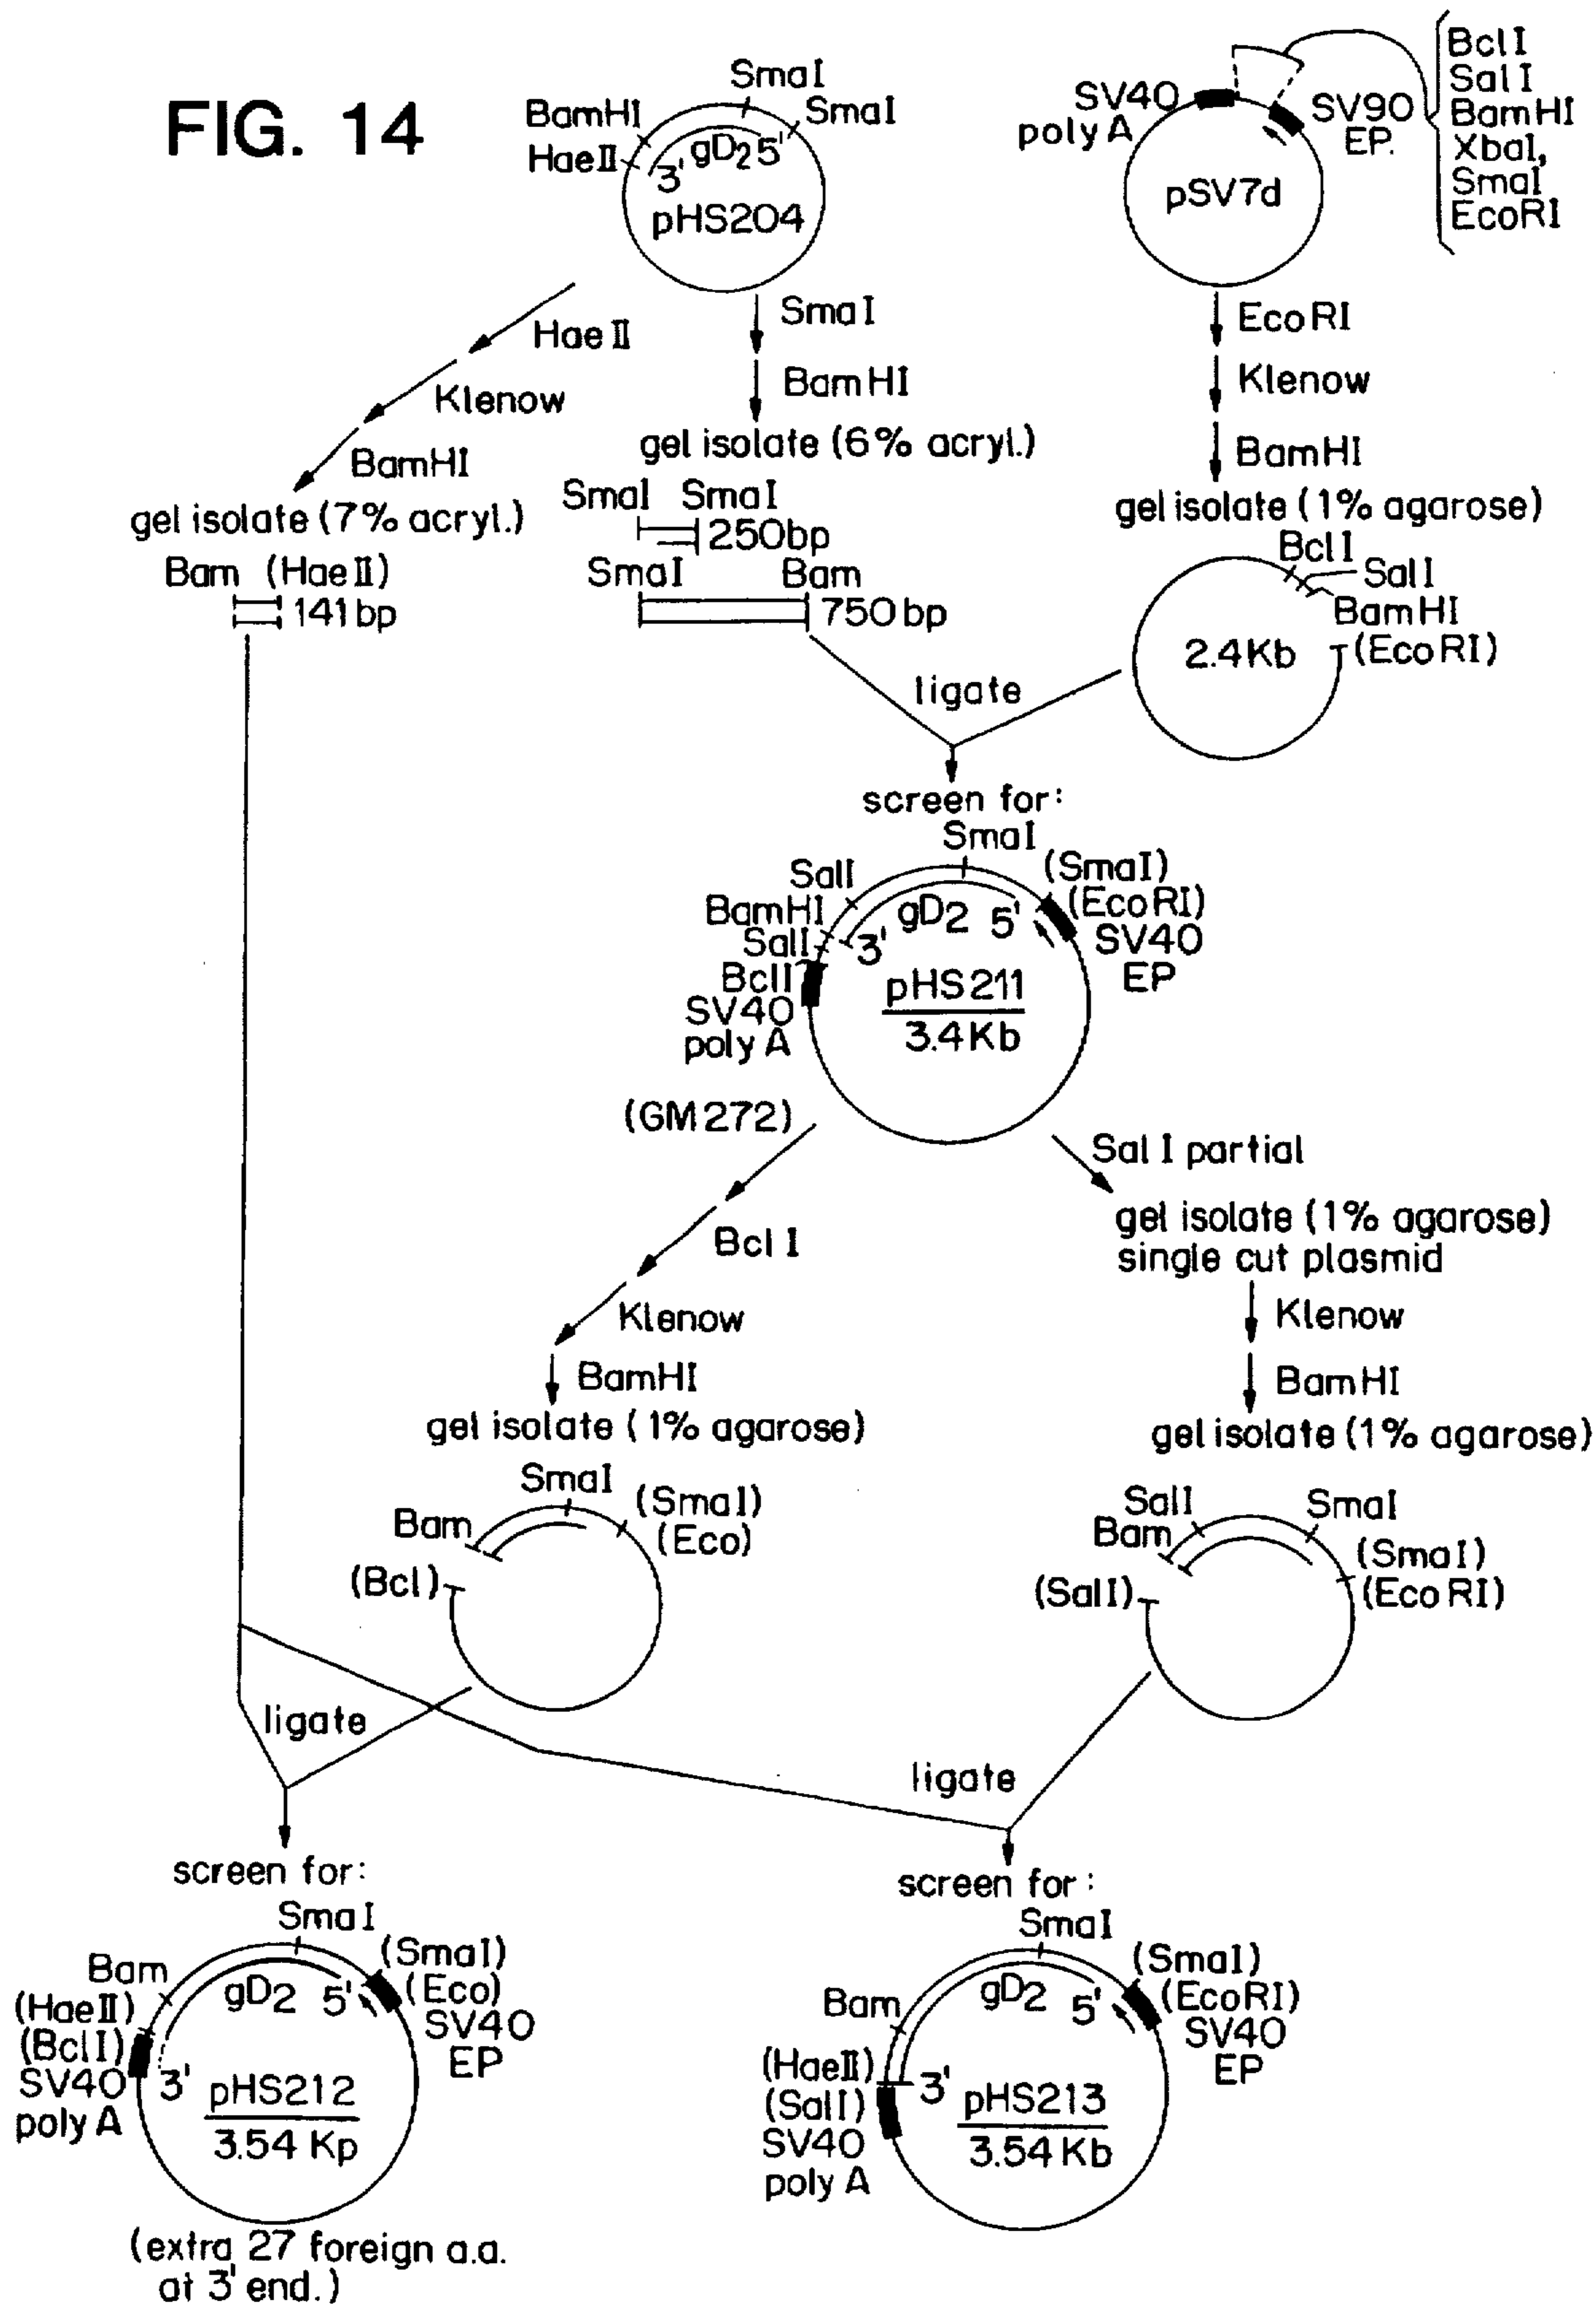 FIG. 14
SmaI
BamHI
SmaI
HaeII
3' gD2 5'
pHS204
SV40
poly A
SV90
EP.
pSV7d
BclI
SalI
BamHI
XbaI,
SmaI
EcoRI
HaeII
Klenow
BamHI
gel isolate (7% acryl.)
Bam (HaeII)
141bp
SmaI
BamHI
gel isolate (6% acryl.)
SmaI SmaI
250bp
SmaI Bam
750bp
EcoRI
Klenow
BamHI
gel isolate (1% agarose)
BclI
SalI
BamHI
(EcoRI)
2.4Kb
ligate
screen for:
SmaI
(SmaI)
(EcoRI)
SV40
EP
SalI
BamHI
SalI
BclI
SV40
poly A
3' gD2 5'
pHS211
3.4Kb
(GM272)
BclI
Klenow
BamHI
gel isolate (1% agarose)
SmaI
(SmaI)
(Eco)
Bam
(Bcl)
SalI partial
gel isolate (1% agarose)
single cut plasmid
Klenow
BamHI
gel isolate (1% agarose)
SalI
SmaI
Bam
(SmaI)
(EcoRI)
(SalI)
ligate
ligate
screen for:
SmaI
(SmaI)
(Eco)
SV40
EP
Bam
(HaeII)
(BclI)
SV40
poly A
gD2 5'
3'
pHS212
3.54 Kp
(extra 27 foreign a.a.
at 3' end.)
screen for:
SmaI
(SmaI)
(EcoRI)
SV40
EP
Bam
(HaeII)
(SalI)
SV40
poly A
gD2 5'
3'
pHS213
3.54 Kb